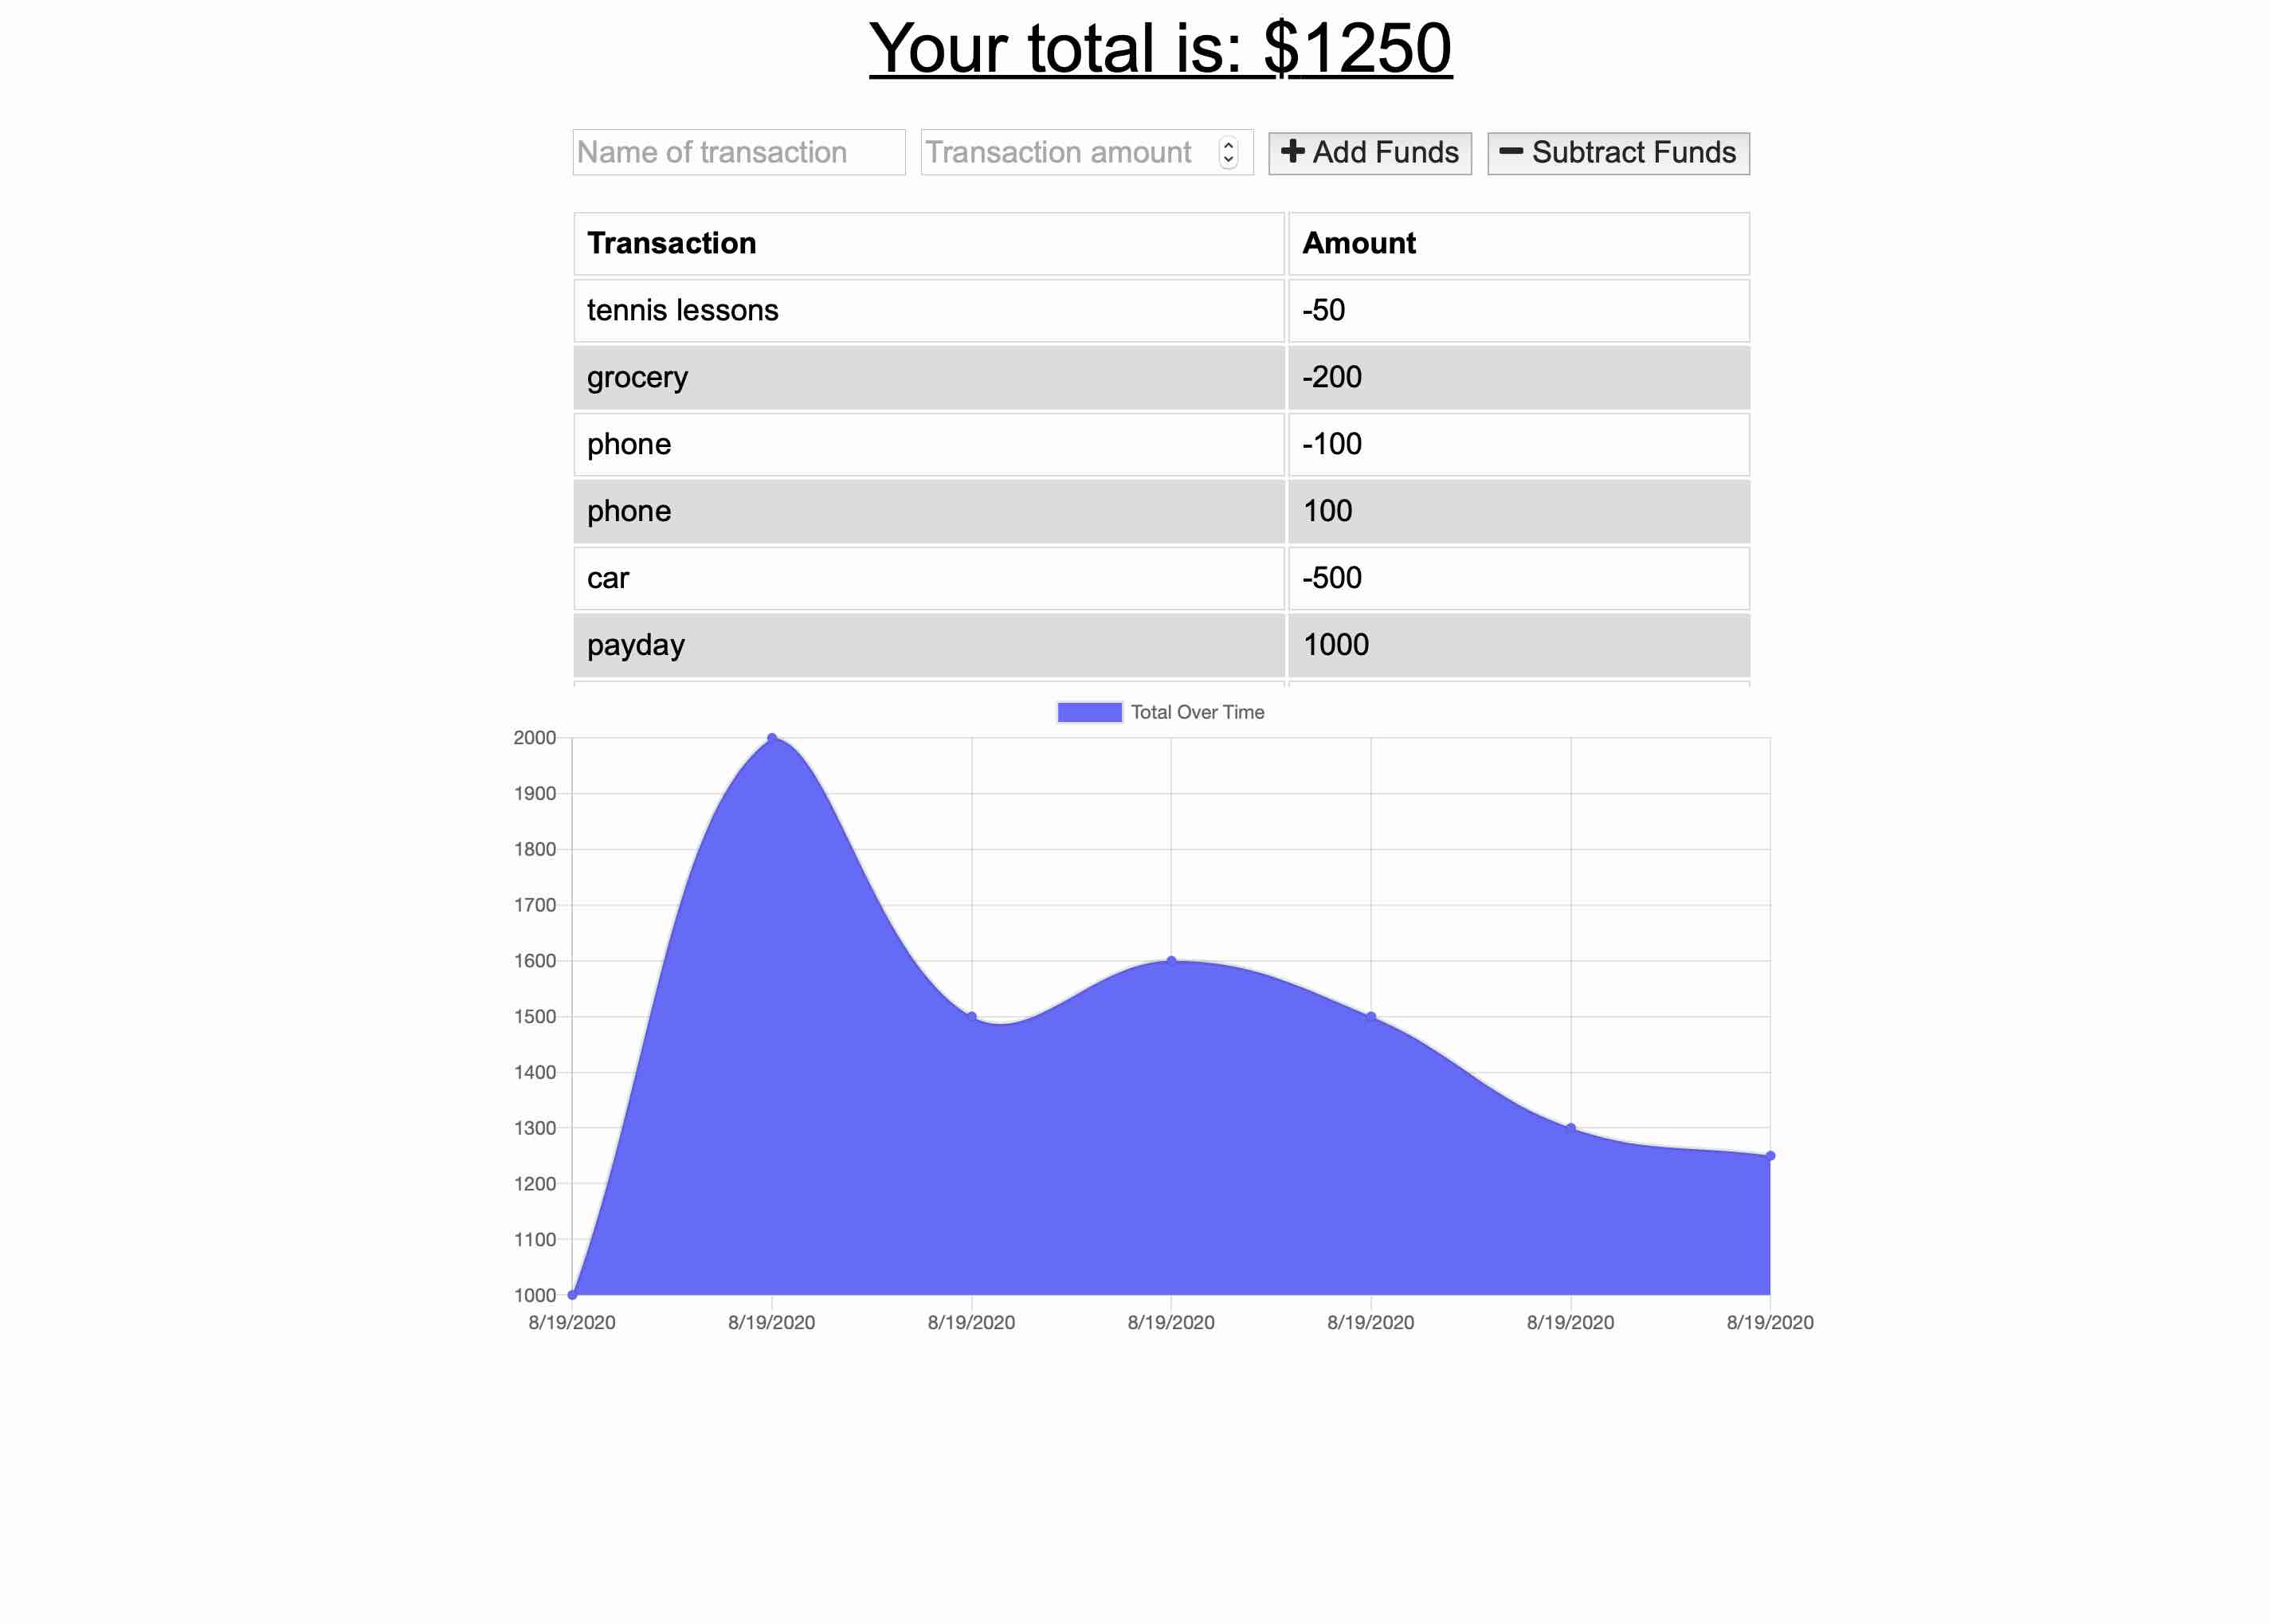 Your total is: $1250
Name of transaction Transaction amount Add Funds Subtract Funds
Transaction Amount
tennis lessons -50
grocery -200
phone -100
phone 100
car -500
payday 1000
Total Over Time
2000
1900
1800
1700
1600
1500
1400
1300
1200
1100
1000
8/19/2020 8/19/2020 8/19/2020 8/19/2020 8/19/2020 8/19/2020 8/19/2020